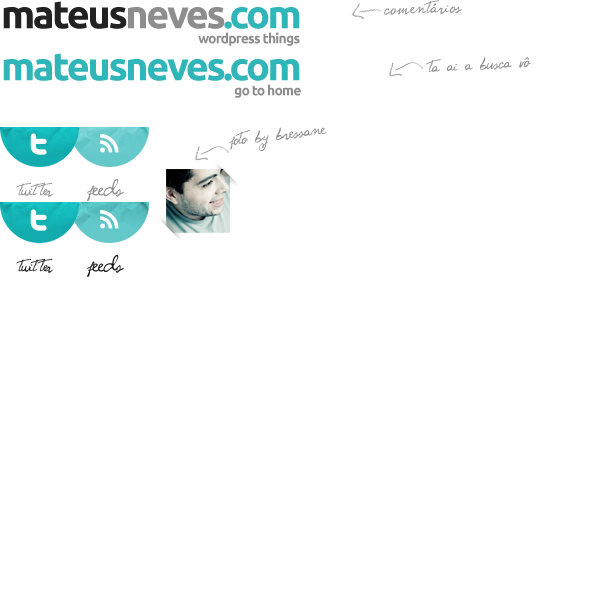 mateusneves.com
wordpress things
comentários
mateusneves.com
go to home
ta ai a busca vô
foto by bressane
twitter
feeds
twitter
feeds